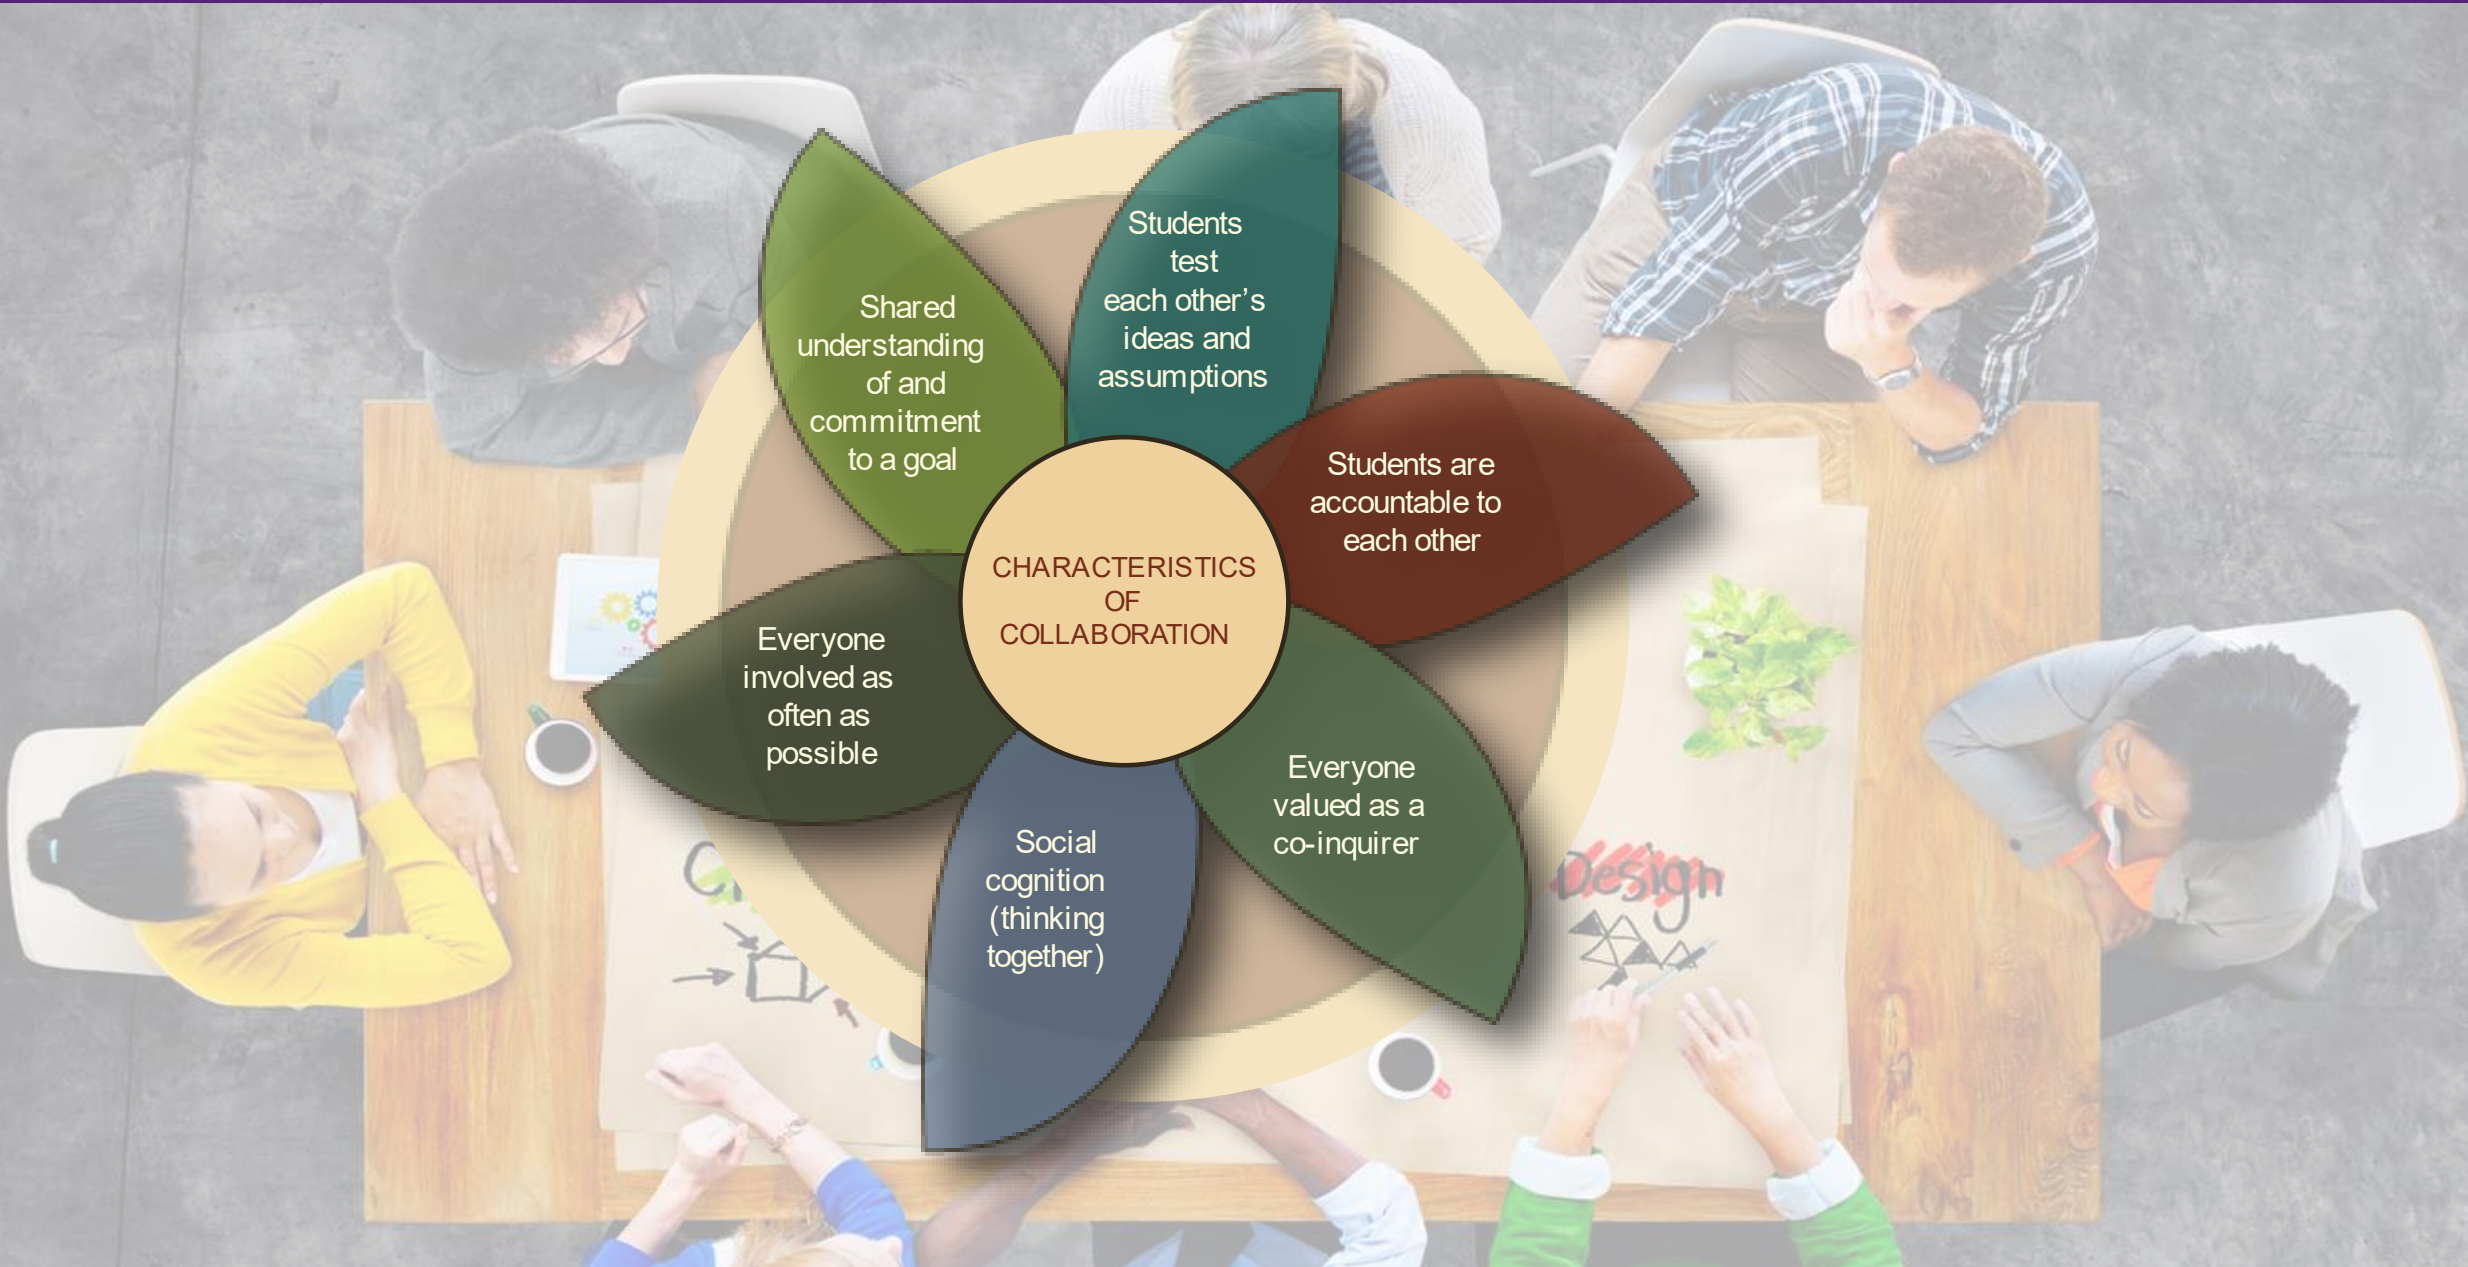 CHARACTERISTICS
OF
COLLABORATION
Students
test
each other’s
ideas and
assumptions
Students are
accountable to
each other
Everyone
valued as a
co-inquirer
Social
cognition
(thinking
together)
Everyone
involved as
often as
possible
Shared
understanding
of and
commitment
to a goal
Design